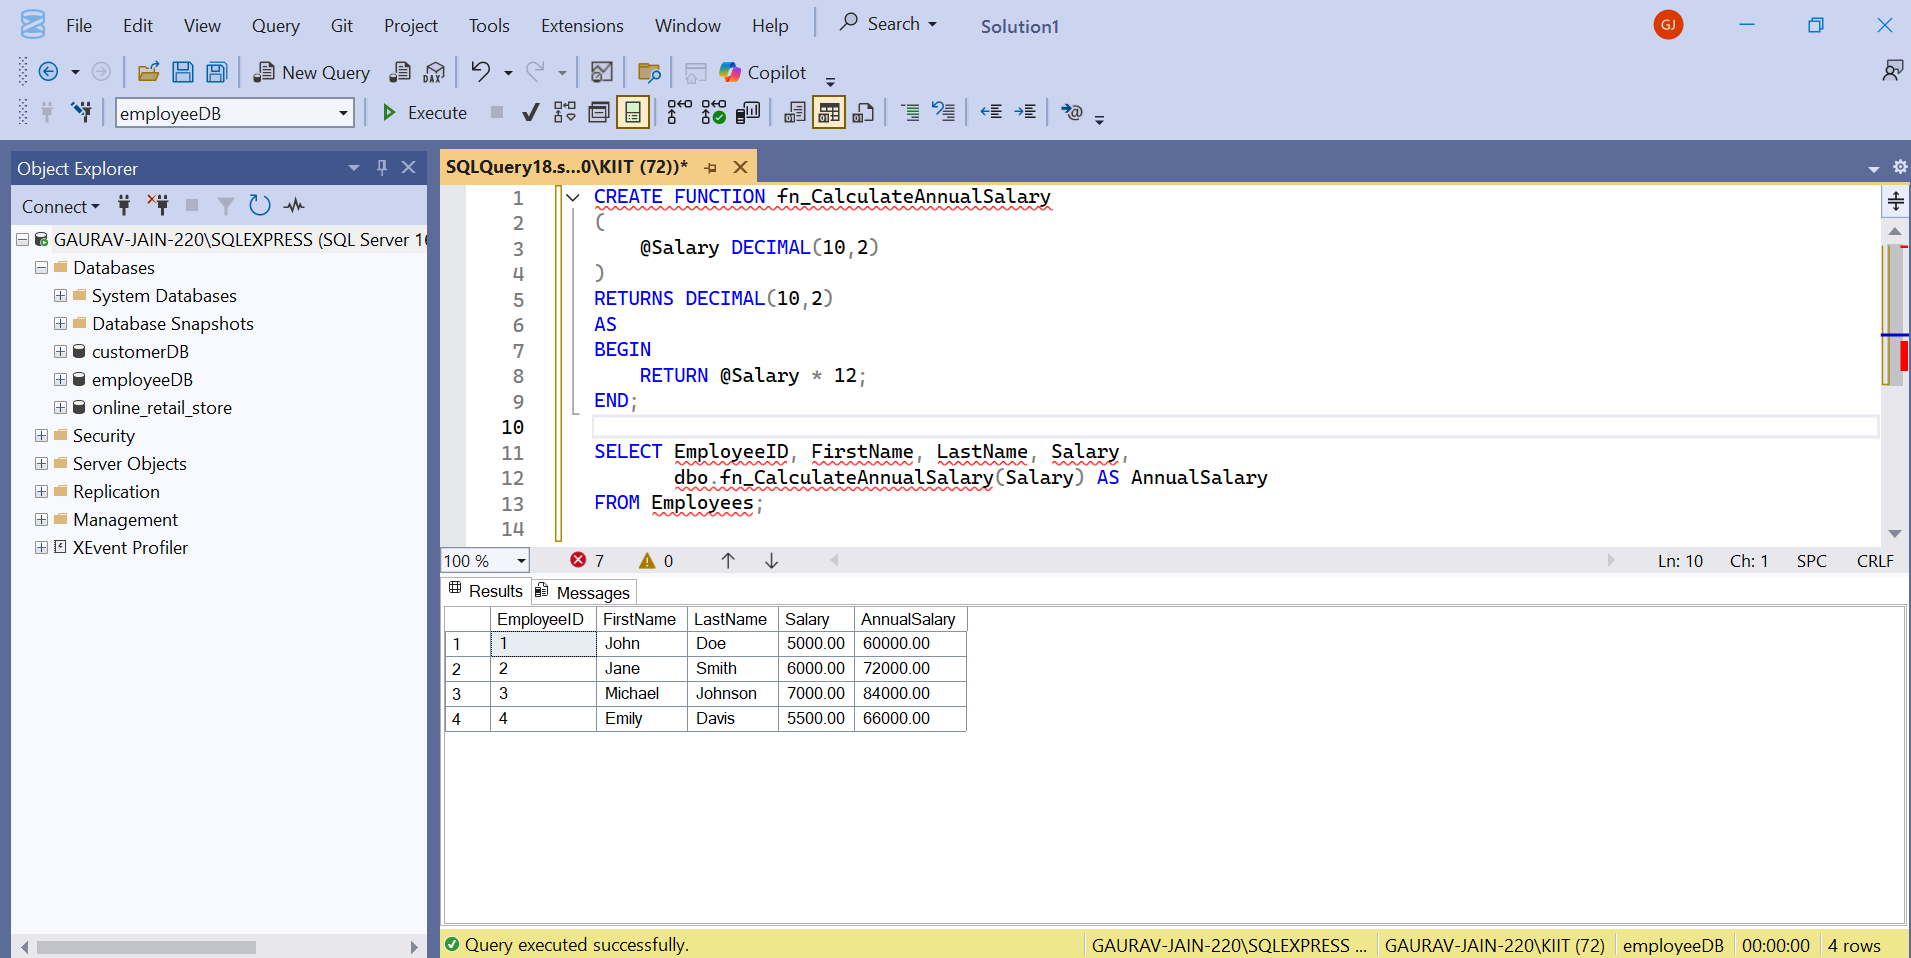 File Edit View Query Git Project Tools Extensions Window Help Search Solution1 GJ
New Query DAX Copilot
employeeDB Execute
Object Explorer
Connect
GAURAV-JAIN-220\SQLEXPRESS (SQL Server 16
Databases
System Databases
Database Snapshots
customerDB
employeeDB
online_retail_store
Security
Server Objects
Replication
Management
XEvent Profiler
SQLQuery18.s...0\KIIT (72))*
1 CREATE FUNCTION fn_CalculateAnnualSalary
2 (
3 @Salary DECIMAL(10,2)
4 )
5 RETURNS DECIMAL(10,2)
6 AS
7 BEGIN
8 RETURN @Salary * 12;
9 END;
10
11 SELECT EmployeeID, FirstName, LastName, Salary,
12 dbo.fn_CalculateAnnualSalary(Salary) AS AnnualSalary
13 FROM Employees;
14
100 % 7 0 Ln: 10 Ch: 1 SPC CRLF
Results Messages
EmployeeID FirstName LastName Salary AnnualSalary
1 1 John Doe 5000.00 60000.00
2 2 Jane Smith 6000.00 72000.00
3 3 Michael Johnson 7000.00 84000.00
4 4 Emily Davis 5500.00 66000.00
Query executed successfully. GAURAV-JAIN-220\SQLEXPRESS ... GAURAV-JAIN-220\KIIT (72) employeeDB 00:00:00 4 rows